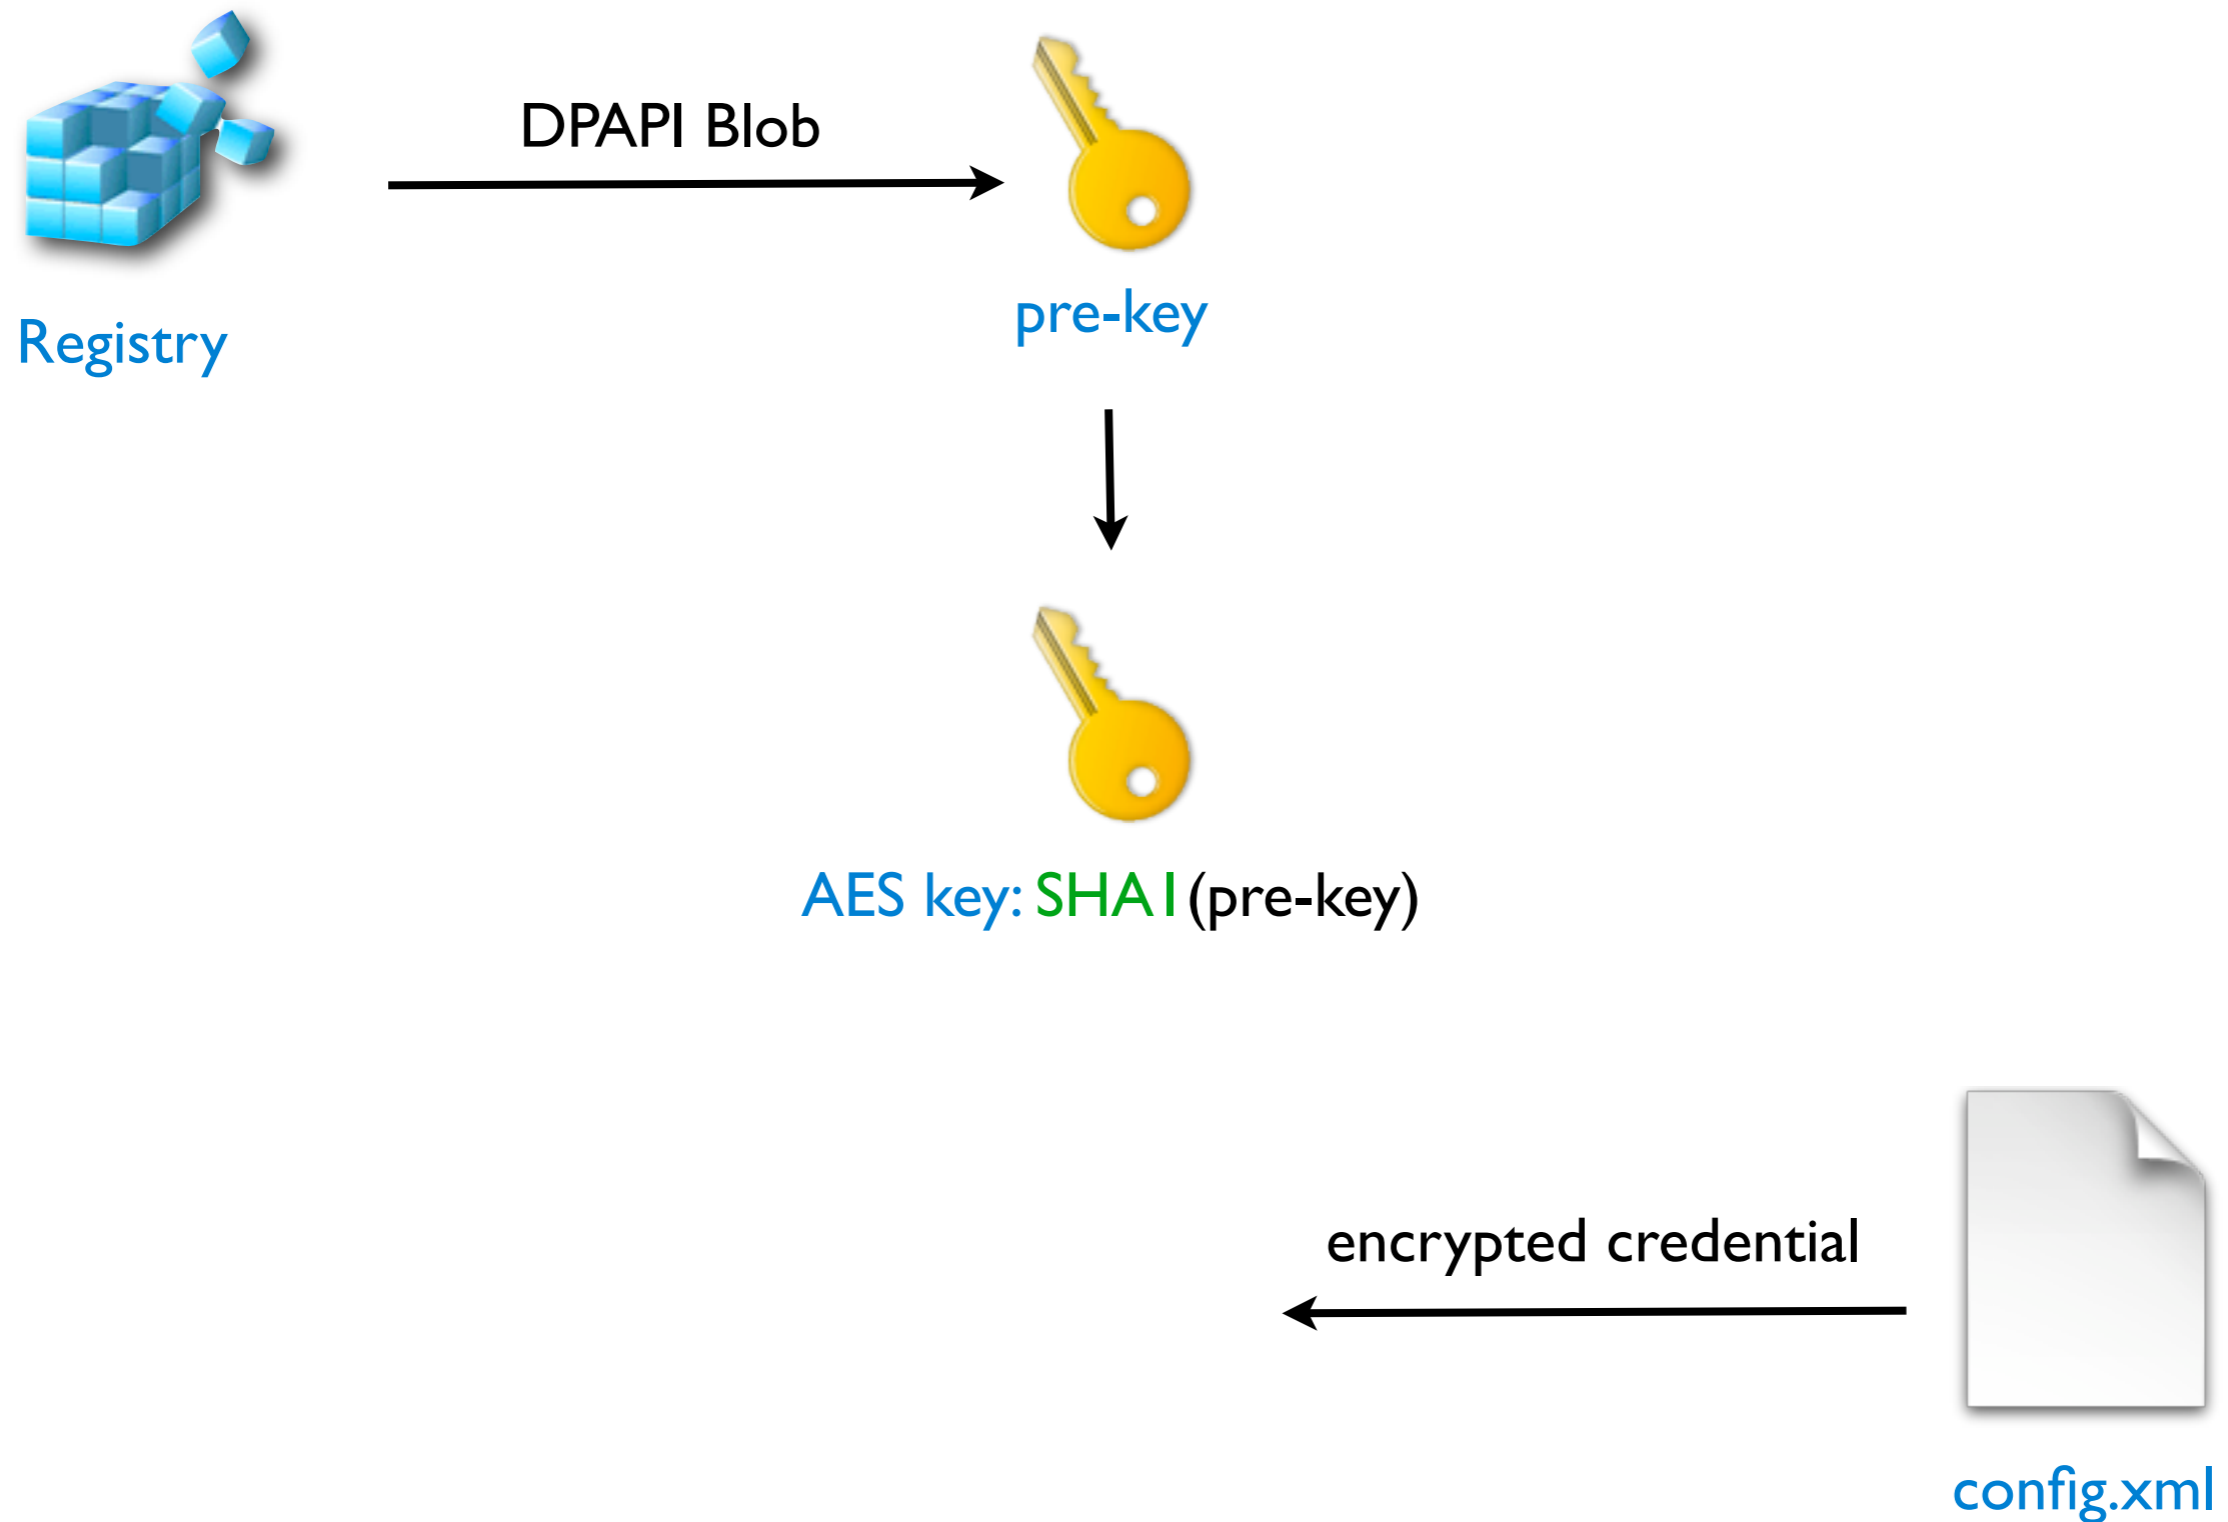 DPAPI Blob
pre-key
Registry
AES key: SHA1(pre-key)
encrypted credential
config.xml